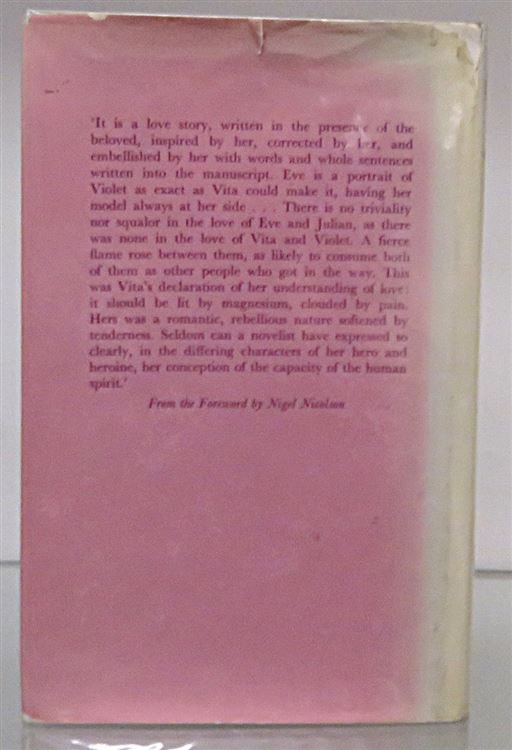 'It is a love story, written in the presence of the
beloved, inspired by her, corrected by her, and
embellished by her with words and whole sentences
written into the manuscript. Eve is a portrait of
Violet as exact as Vita could make it, having her
model always at her side . . . There is no triviality
nor squalor in the love of Eve and Julian, as there
was none in the love of Vita and Violet. A fierce
flame rose between them, as likely to consume both
of them as other people who got in the way. This
was Vita's declaration of her understanding of love:
it should be lit by magnesium, clouded by pain.
Hers was a romantic, rebellious nature softened by
tenderness. Seldom can a novelist have expressed so
clearly, in the differing characters of her hero and
heroine, her conception of the capacity of the human
spirit.'
From the Foreword by Nigel Nicolson